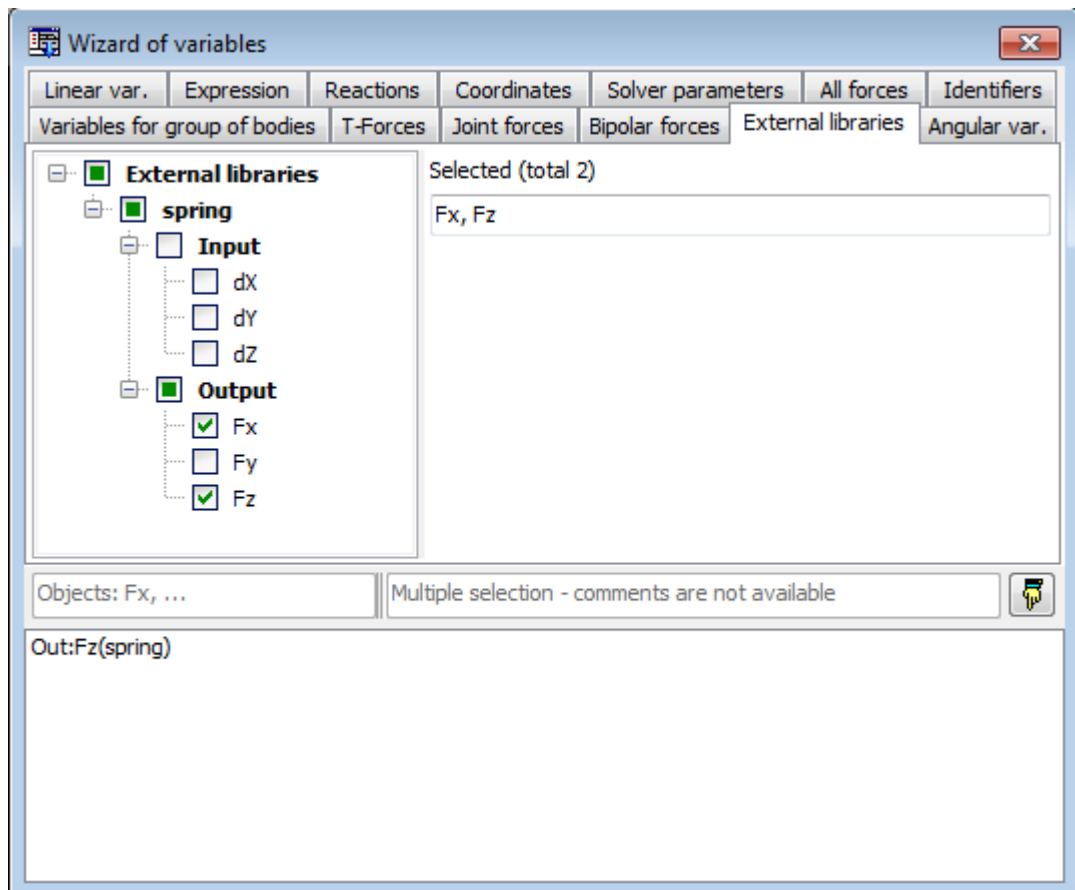 Wizard of variables
Linear var. Expression Reactions Coordinates Solver parameters All forces Identifiers
Variables for group of bodies T-Forces Joint forces Bipolar forces External libraries Angular var.
External libraries
spring
Input
dX
dY
dZ
Output
Fx
Fy
Fz
Selected (total 2)
Fx, Fz
Objects: Fx, ...
Multiple selection - comments are not available
Out:Fz(spring)